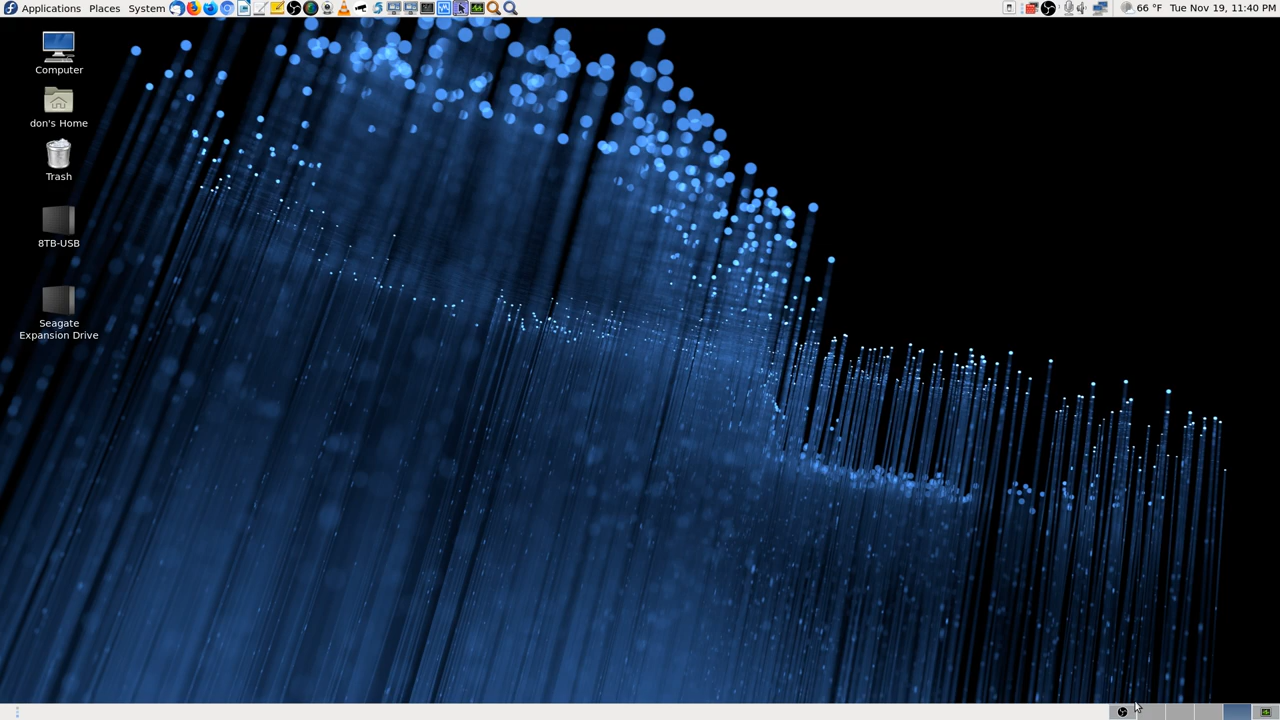 Applications Places System 66 °F Tue Nov 19, 11:40 PM
Computer
don's Home
Trash
8TB-USB
Seagate
Expansion Drive